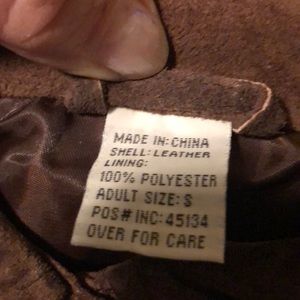 MADE IN: CHINA
SHELL: LEATHER
LINING:
100% POLYESTER
ADULT SIZE: S
POS# INC: 45134
OVER FOR CARE